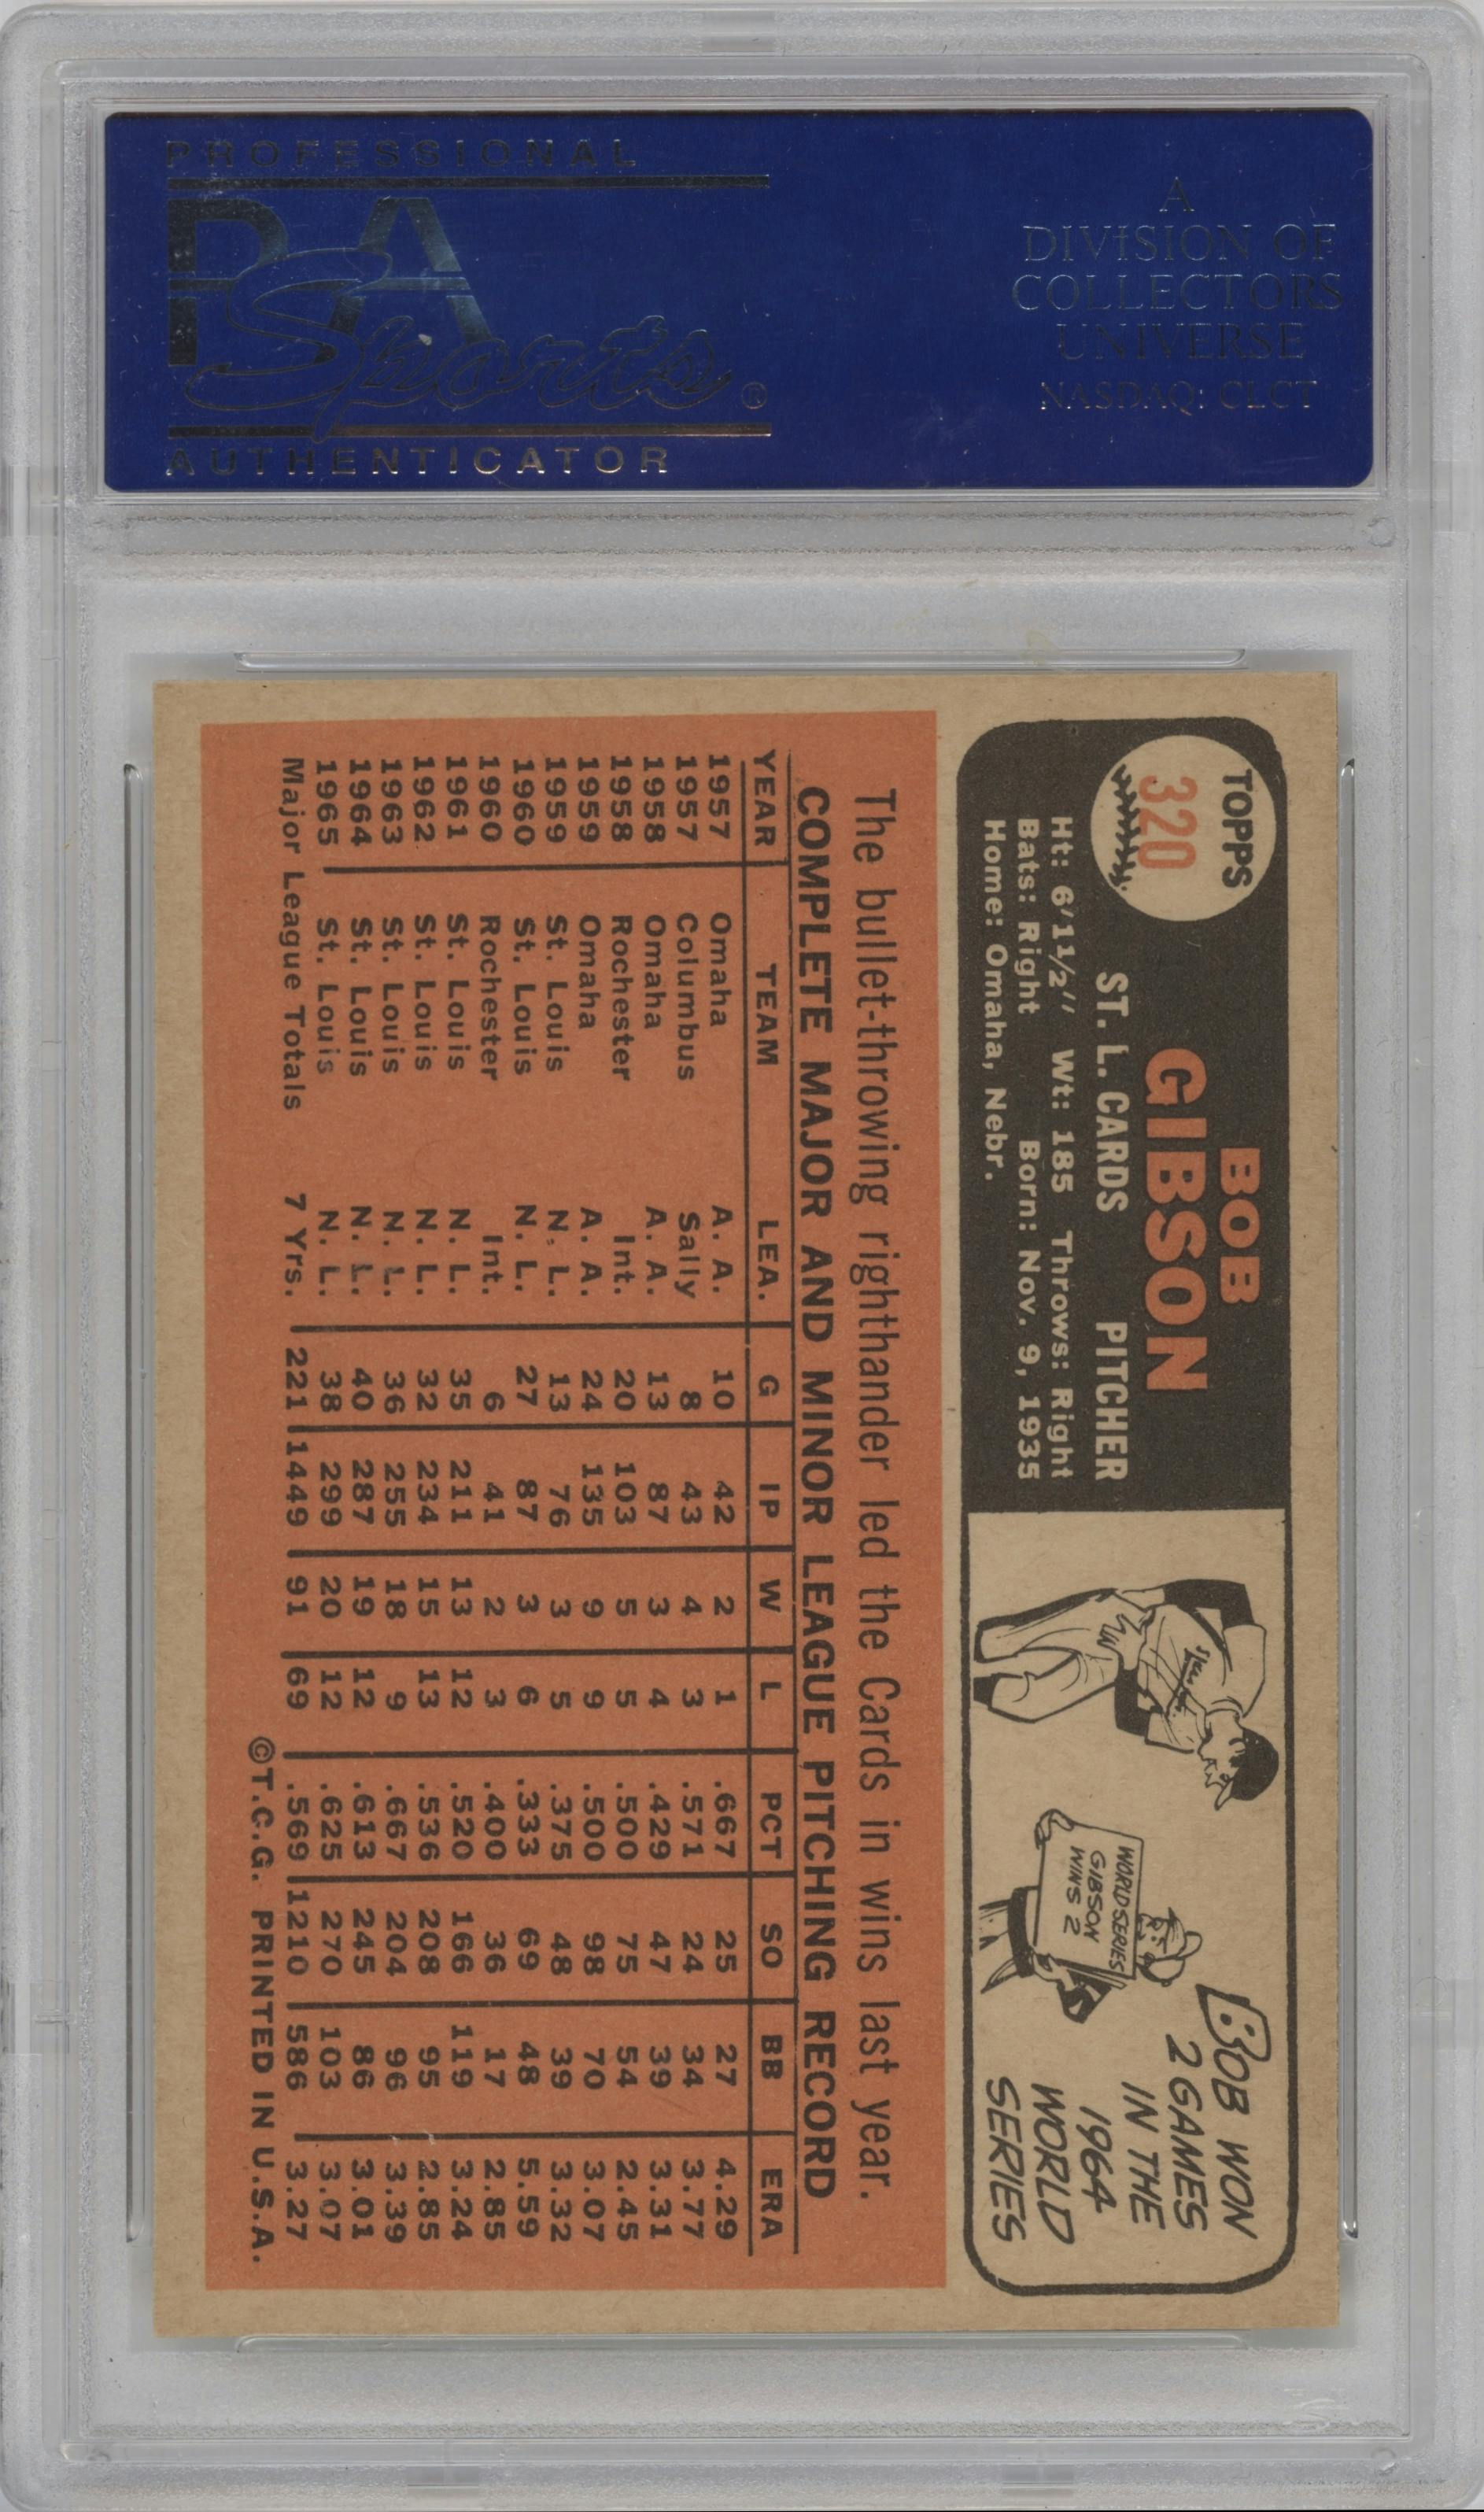 PROFESSIONAL
PSA
Sports®
AUTHENTICATOR
A
DIVISION OF
COLLECTORS
UNIVERSE
NASDAQ: CLCT
TOPPS
320
BOB
GIBSON
ST. L. CARDS PITCHER
Ht: 6'1 1/2'' Wt: 185 Throws: Right
Bats: Right Born: Nov. 9, 1935
Home: Omaha, Nebr.
WORLD SERIES
GIBSON
WINS 2
BOB WON
2 GAMES
IN THE
1964
WORLD
SERIES
The bullet-throwing righthander led the Cards in wins last year.
COMPLETE MAJOR AND MINOR LEAGUE PITCHING RECORD
YEAR TEAM LEA. G IP W L PCT SO BB ERA
1957 Omaha A. A. 10 42 2 1 .667 25 27 4.29
1957 Columbus Sally 8 43 4 3 .571 24 34 3.77
1958 Omaha A. A. 13 87 3 4 .429 47 39 3.31
1958 Rochester Int. 20 103 5 5 .500 75 54 2.45
1959 Omaha A. A. 24 135 9 9 .500 98 70 3.07
1959 St. Louis N. L. 13 76 3 5 .375 48 39 3.32
1960 St. Louis N. L. 27 87 3 6 .333 69 48 5.59
1960 Rochester Int. 6 41 2 3 .400 36 17 2.85
1961 St. Louis N. L. 35 211 13 12 .520 166 119 3.24
1962 St. Louis N. L. 32 234 15 13 .536 208 95 2.85
1963 St. Louis N. L. 36 255 18 9 .667 204 96 3.39
1964 St. Louis N. L. 40 287 19 12 .613 245 86 3.01
1965 St. Louis N. L. 38 299 20 12 .625 270 103 3.07
Major League Totals 7 Yrs. 221 1449 91 69 .569 1210 586 3.27
©T.C.G. PRINTED IN U.S.A.